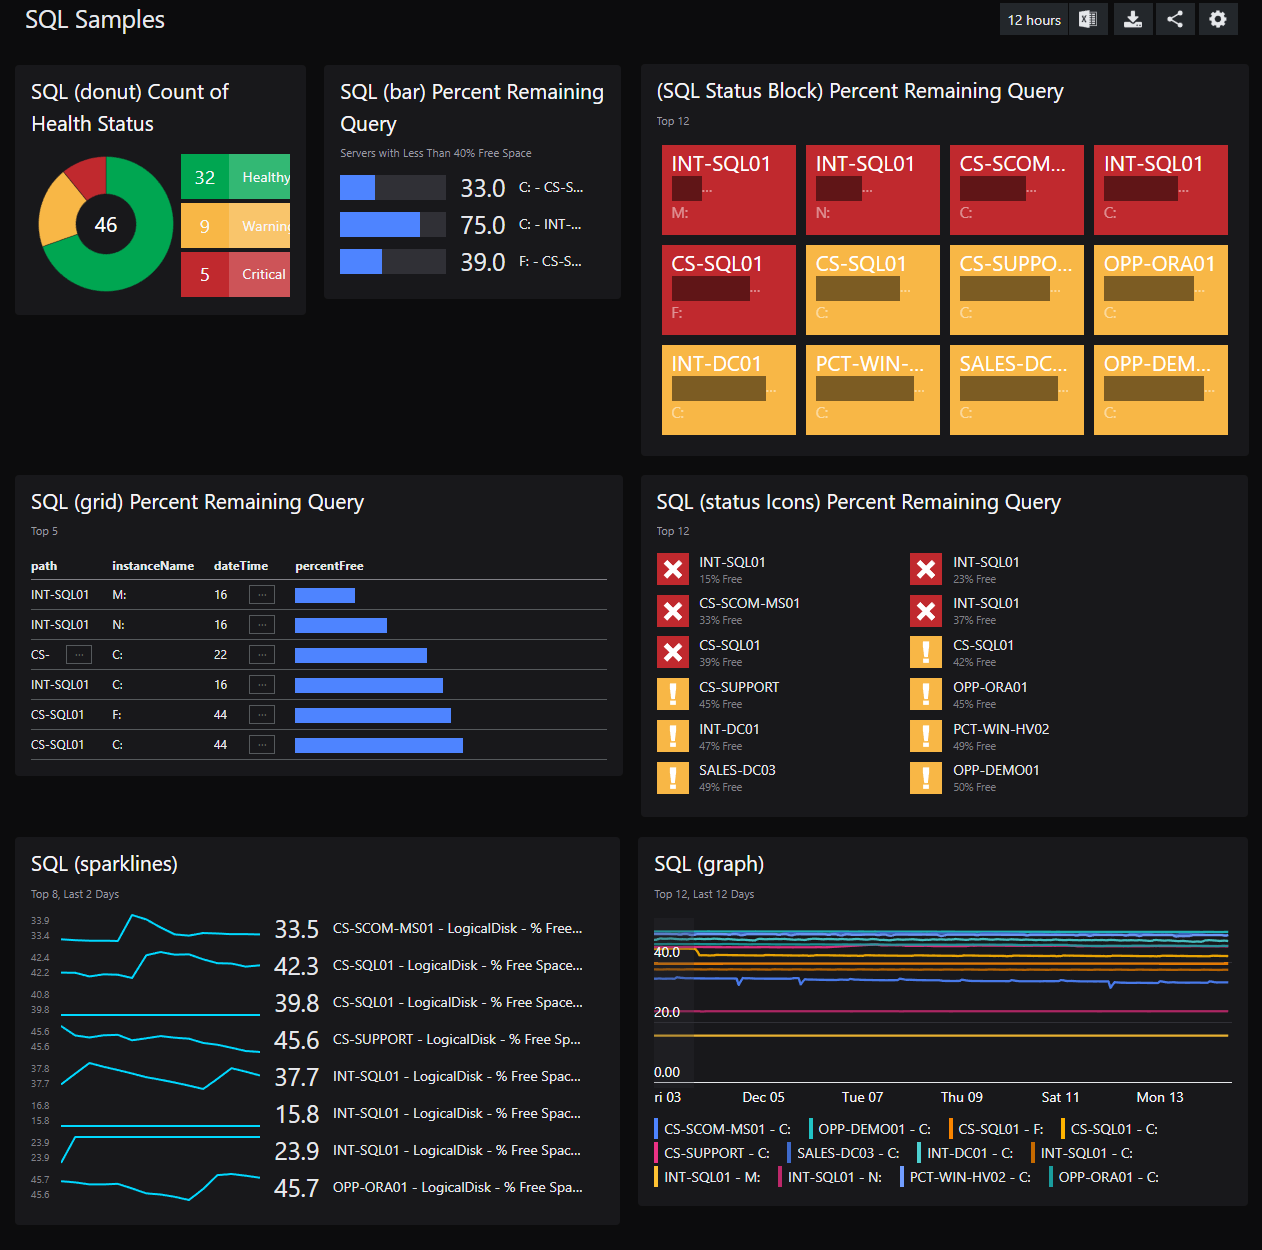 SQL Samples
12 hours
SQL (donut) Count of
Health Status
46
32 Healthy
9 Warnin
5 Critical
SQL (bar) Percent Remaining
Query
Servers with Less Than 40% Free Space
33.0 C: - CS-S...
75.0 C: - INT-...
39.0 F: - CS-S...
(SQL Status Block) Percent Remaining Query
Top 12
INT-SQL01 INT-SQL01 CS-SCOM... INT-SQL01
... ... ... ...
M: N: C: C:
CS-SQL01 CS-SQL01 CS-SUPPO... OPP-ORA01
... ... ... ...
F: C: C: C:
INT-DC01 PCT-WIN-... SALES-DC... OPP-DEM...
... ... ... ...
C: C: C: C:
SQL (grid) Percent Remaining Query
Top 5
path instanceName dateTime percentFree
INT-SQL01 M: 16 ...
INT-SQL01 N: 16 ...
CS- ... C: 22 ...
INT-SQL01 C: 16 ...
CS-SQL01 F: 44 ...
CS-SQL01 C: 44 ...
SQL (status Icons) Percent Remaining Query
Top 12
INT-SQL01 INT-SQL01
15% Free 23% Free
CS-SCOM-MS01 INT-SQL01
33% Free 37% Free
CS-SQL01 CS-SQL01
39% Free 42% Free
CS-SUPPORT OPP-ORA01
45% Free 45% Free
INT-DC01 PCT-WIN-HV02
47% Free 49% Free
SALES-DC03 OPP-DEMO01
49% Free 50% Free
SQL (sparklines)
Top 8, Last 2 Days
33.9
33.4
33.5 CS-SCOM-MS01 - LogicalDisk - % Free...
42.4
42.2
42.3 CS-SQL01 - LogicalDisk - % Free Space...
40.8
39.8
39.8 CS-SQL01 - LogicalDisk - % Free Space...
45.6
45.6
45.6 CS-SUPPORT - LogicalDisk - % Free Sp...
37.8
37.7
37.7 INT-SQL01 - LogicalDisk - % Free Spac...
16.8
15.8
15.8 INT-SQL01 - LogicalDisk - % Free Spac...
23.9
23.9
23.9 INT-SQL01 - LogicalDisk - % Free Spac...
45.7
45.6
45.7 OPP-ORA01 - LogicalDisk - % Free Spa...
SQL (graph)
Top 12, Last 12 Days
40.0
20.0
0.00
ri 03 Dec 05 Tue 07 Thu 09 Sat 11 Mon 13
CS-SCOM-MS01 - C: OPP-DEMO01 - C: CS-SQL01 - F: CS-SQL01 - C:
CS-SUPPORT - C: SALES-DC03 - C: INT-DC01 - C: INT-SQL01 - C:
INT-SQL01 - M: INT-SQL01 - N: PCT-WIN-HV02 - C: OPP-ORA01 - C: